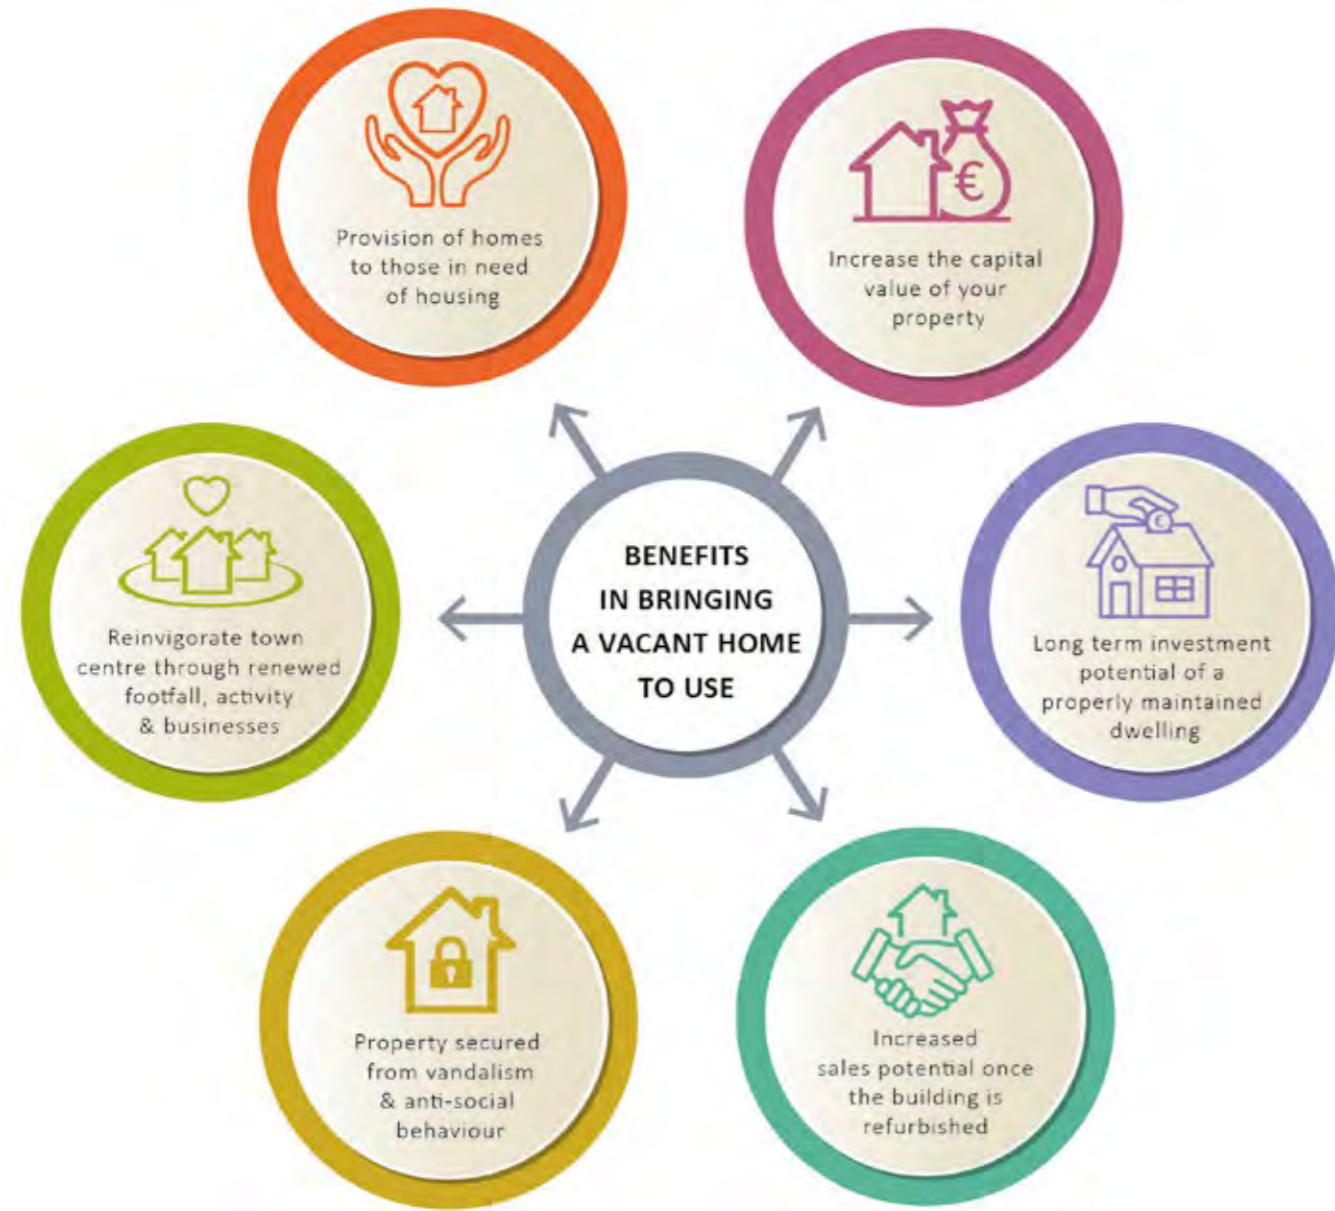 Provision of homes
to those in need
of housing
€
Increase the capital
value of your
property
Reinvigorate town
centre through renewed
footfall, activity
& businesses
BENEFITS
IN BRINGING
A VACANT HOME
TO USE
€
Long term investment
potential of a
properly maintained
dwelling
Property secured
from vandalism
& anti-social
behaviour
Increased
sales potential once
the building is
refurbished